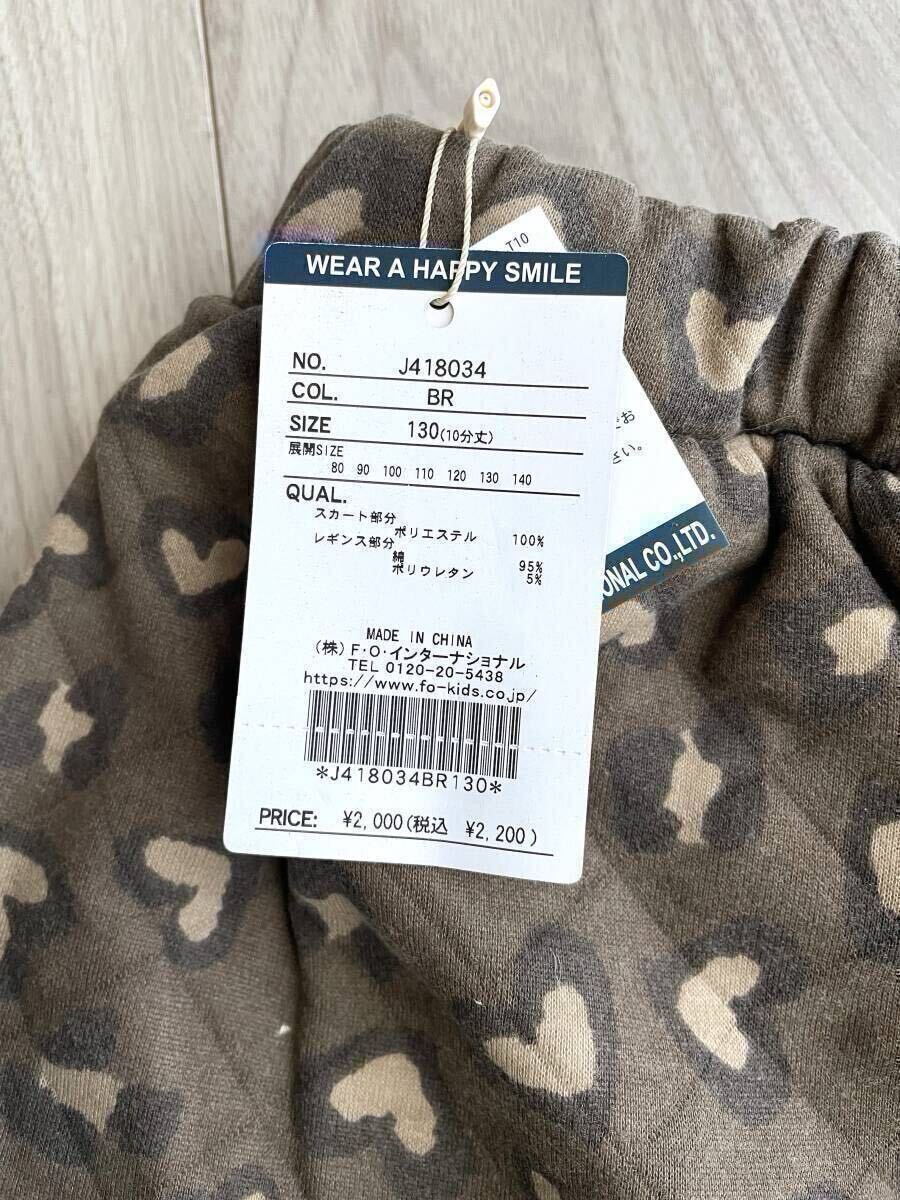 WEAR A HAPPY SMILE
NO. J418034
COL. BR
SIZE 130(10分丈)
展開SIZE
80 90 100 110 120 130 140
QUAL.
スカート部分
ポリエステル 100%
レギンス部分
綿 95%
ポリウレタン 5%
MADE IN CHINA
(株)F・O・インターナショナル
TEL 0120-20-5438
https://www.fo-kids.co.jp/
*J418034BR130*
PRICE: ¥2,000(税込 ¥2,200)
T10
さい。
ONAL CO.,LTD.